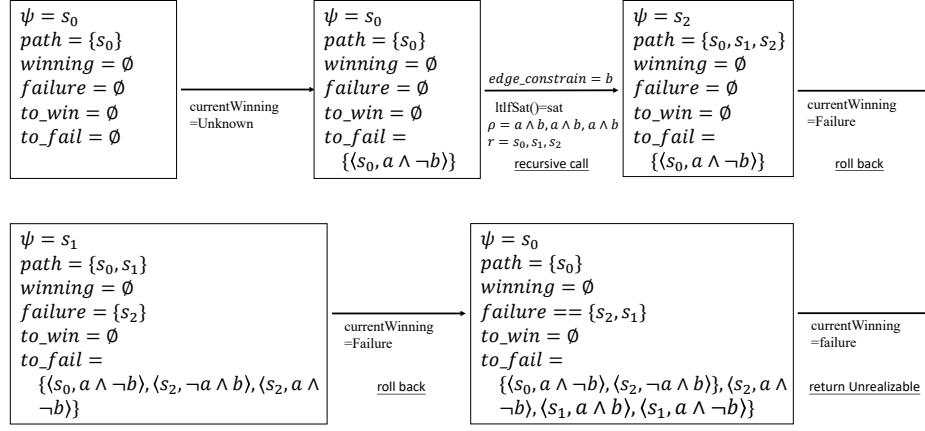 ψ = s₀
path = {s₀}
winning = ∅
failure = ∅
to_win = ∅
to_fail = ∅
currentWinning
=Unknown
ψ = s₀
path = {s₀}
winning = ∅
failure = ∅
to_win = ∅
to_fail =
{⟨s₀, a ∧ ¬b⟩}
edge_constrain = b
ltlfSat()=sat
ρ = a ∧ b, a ∧ b, a ∧ b
r = s₀, s₁, s₂
recursive call
ψ = s₂
path = {s₀, s₁, s₂}
winning = ∅
failure = ∅
to_win = ∅
to_fail =
{⟨s₀, a ∧ ¬b⟩}
currentWinning
=Failure
roll back
ψ = s₁
path = {s₀, s₁}
winning = ∅
failure = {s₂}
to_win = ∅
to_fail =
{⟨s₀, a ∧ ¬b⟩, ⟨s₂, ¬a ∧ b⟩, ⟨s₂, a ∧
¬b⟩}
currentWinning
=Failure
roll back
ψ = s₀
path = {s₀}
winning = ∅
failure == {s₂, s₁}
to_win = ∅
to_fail =
{⟨s₀, a ∧ ¬b⟩, ⟨s₂, ¬a ∧ b⟩}, ⟨s₂, a ∧
¬b⟩, ⟨s₁, a ∧ b⟩, ⟨s₁, a ∧ ¬b⟩}
currentWinning
=failure
return Unrealizable